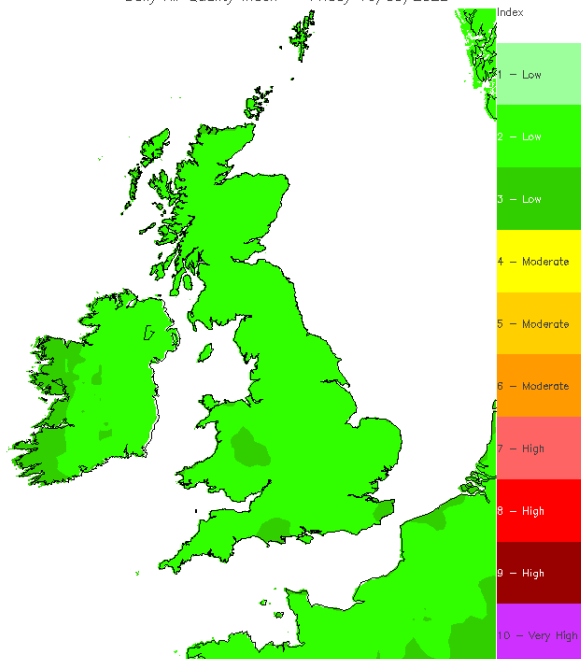 Index
1 - Low
2 - Low
3 - Low
4 - Moderate
5 - Moderate
6 - Moderate
7 - High
8 - High
9 - High
10 - Very High